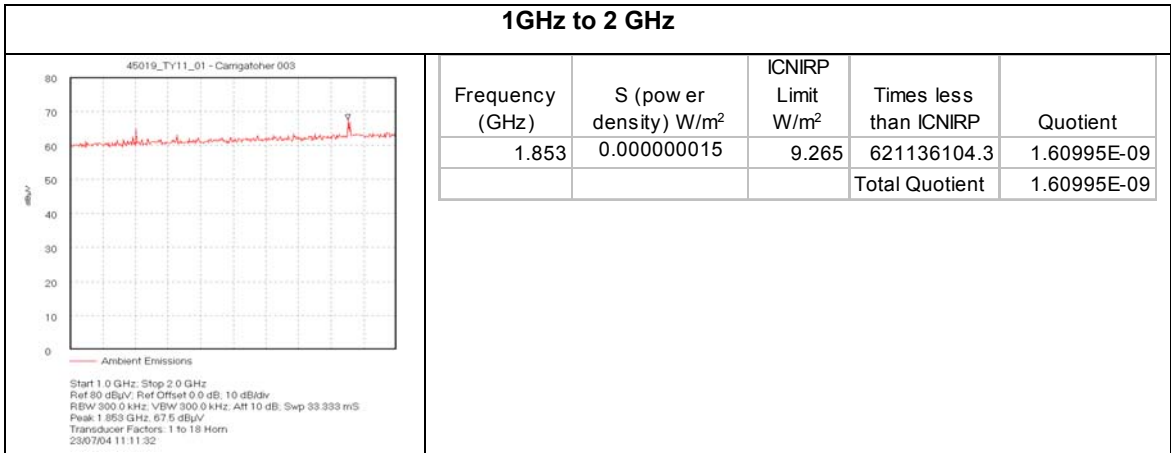 1GHz to 2 GHz
45019_TY11_01 - Carrigatoher 003
80
70
60
50
40
30
20
10
0
dBµV
Ambient Emissions
Start 1.0 GHz; Stop 2.0 GHz
Ref 80 dBµV; Ref Offset 0.0 dB; 10 dB/div
RBW 300.0 kHz; VBW 300.0 kHz; Att 10 dB; Swp 33.333 mS
Peak 1.853 GHz, 67.5 dBµV
Transducer Factors: 1 to 18 Horn
23/07/04 11:11:32
Frequency (GHz) S (pow er density) W/m² ICNIRP Limit W/m² Times less than ICNIRP Quotient
1.853 0.000000015 9.265 621136104.3 1.60995E-09
Total Quotient 1.60995E-09